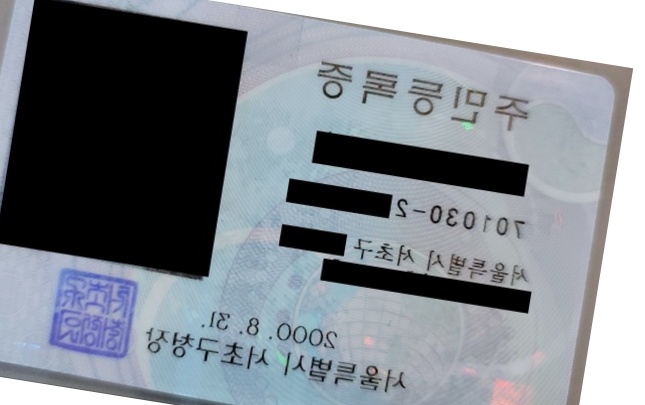 주민등록증
701030-2
서울특별시 서초구
2000. 8. 31.
서울특별시 서초구청장